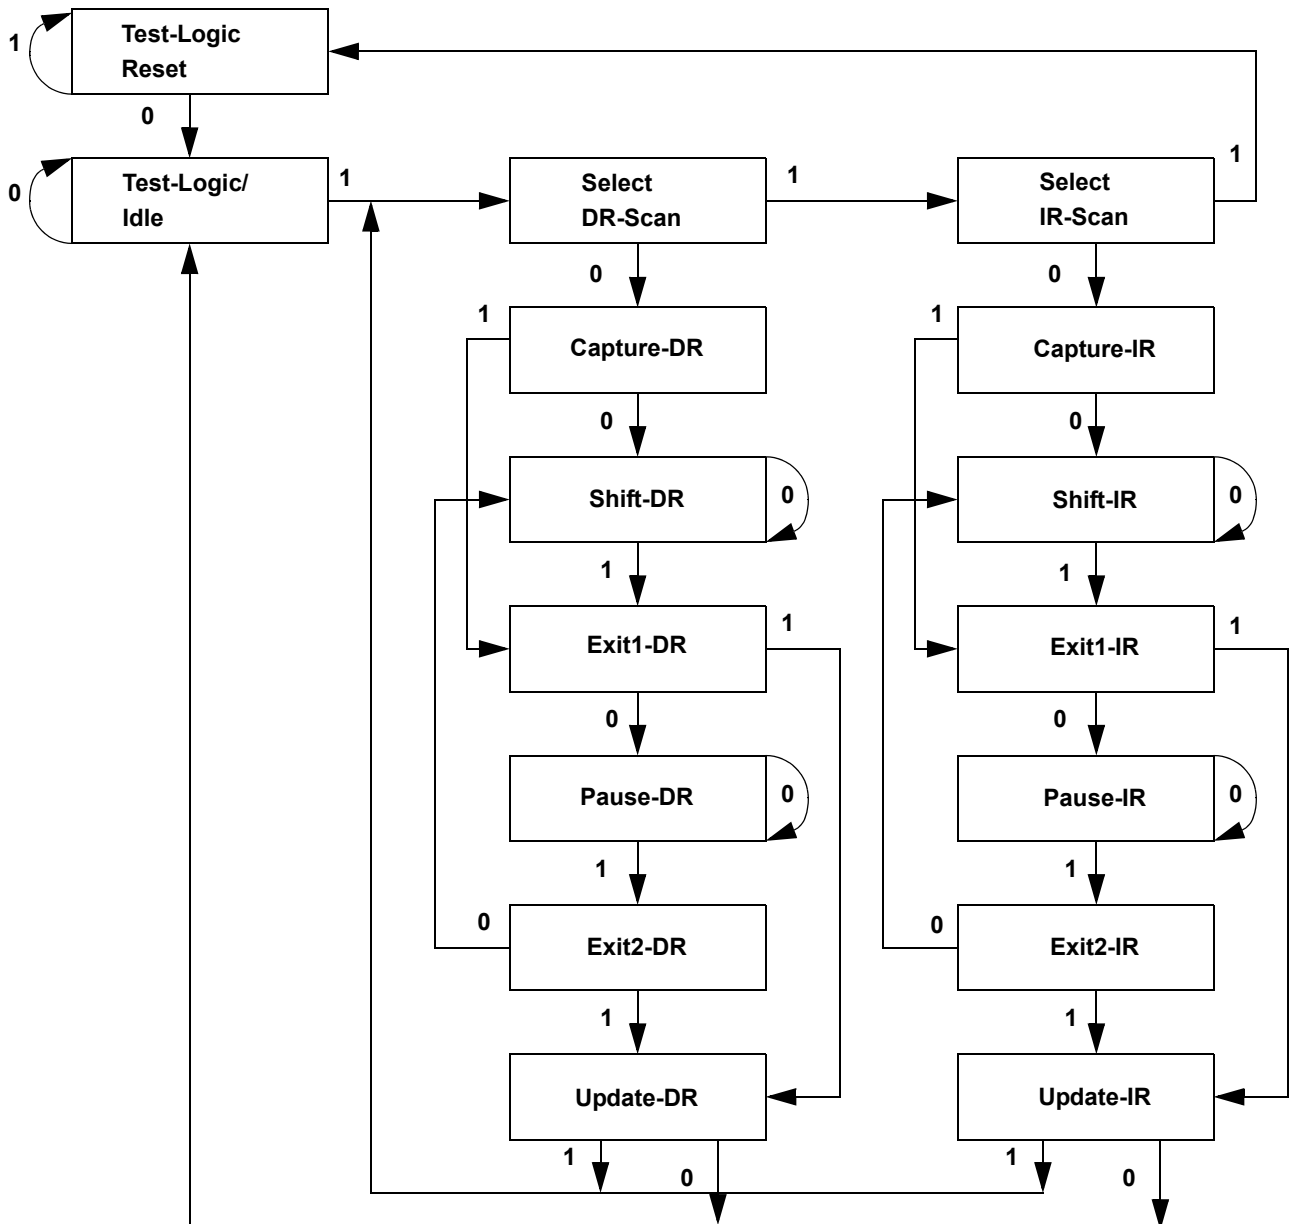 Test-Logic
Reset
1
0
Test-Logic/
Idle
0
1
Select
DR-Scan
1
Select
IR-Scan
1
0
0
1
Capture-DR
1
Capture-IR
0
0
Shift-DR
0
Shift-IR
0
1
1
Exit1-DR
1
Exit1-IR
1
0
0
Pause-DR
0
Pause-IR
0
1
1
0
Exit2-DR
0
Exit2-IR
1
1
Update-DR
Update-IR
1
0
1
0